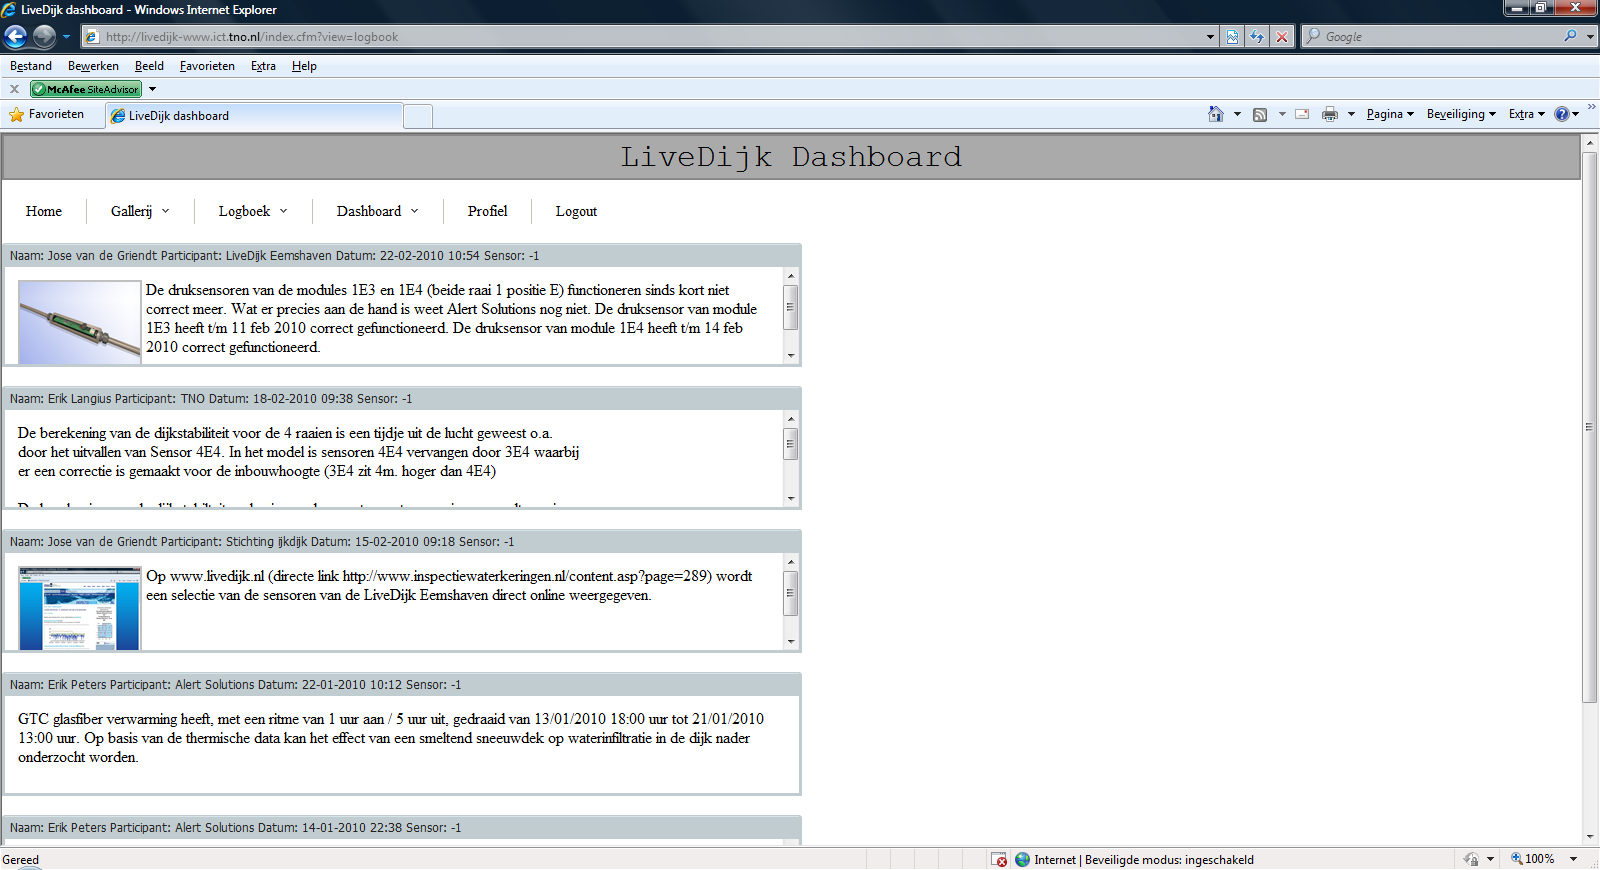 LiveDijk dashboard - Windows Internet Explorer
http://livedijk-www.ict.tno.nl/index.cfm?view=logbook
Google
Bestand Bewerken Beeld Favorieten Extra Help
X McAfee SiteAdvisor
Favorieten LiveDijk dashboard Pagina Beveiliging Extra
LiveDijk Dashboard
Home Gallerij Logboek Dashboard Profiel Logout
Naam: Jose van de Griendt Participant: LiveDijk Eemshaven Datum: 22-02-2010 10:54 Sensor: -1
De druksensoren van de modules 1E3 en 1E4 (beide raai 1 positie E) functioneren sinds kort niet
correct meer. Wat er precies aan de hand is weet Alert Solutions nog niet. De druksensor van module
1E3 heeft t/m 11 feb 2010 correct gefunctioneerd. De druksensor van module 1E4 heeft t/m 14 feb
2010 correct gefunctioneerd.
Naam: Erik Langius Participant: TNO Datum: 18-02-2010 09:38 Sensor: -1
De berekening van de dijkstabiliteit voor de 4 raaien is een tijdje uit de lucht geweest o.a.
door het uitvallen van Sensor 4E4. In het model is sensoren 4E4 vervangen door 3E4 waarbij
er een correctie is gemaakt voor de inbouwhoogte (3E4 zit 4m. hoger dan 4E4)
Naam: Jose van de Griendt Participant: Stichting ijkdijk Datum: 15-02-2010 09:18 Sensor: -1
Op www.livedijk.nl (directe link http://www.inspectiewaterkeringen.nl/content.asp?page=289) wordt
een selectie van de sensoren van de LiveDijk Eemshaven direct online weergegeven.
Naam: Erik Peters Participant: Alert Solutions Datum: 22-01-2010 10:12 Sensor: -1
GTC glasfiber verwarming heeft, met een ritme van 1 uur aan / 5 uur uit, gedraaid van 13/01/2010 18:00 uur tot 21/01/2010
13:00 uur. Op basis van de thermische data kan het effect van een smeltend sneeuwdek op waterinfiltratie in de dijk nader
onderzocht worden.
Naam: Erik Peters Participant: Alert Solutions Datum: 14-01-2010 22:38 Sensor: -1
Gereed Internet | Beveiligde modus: ingeschakeld 100%